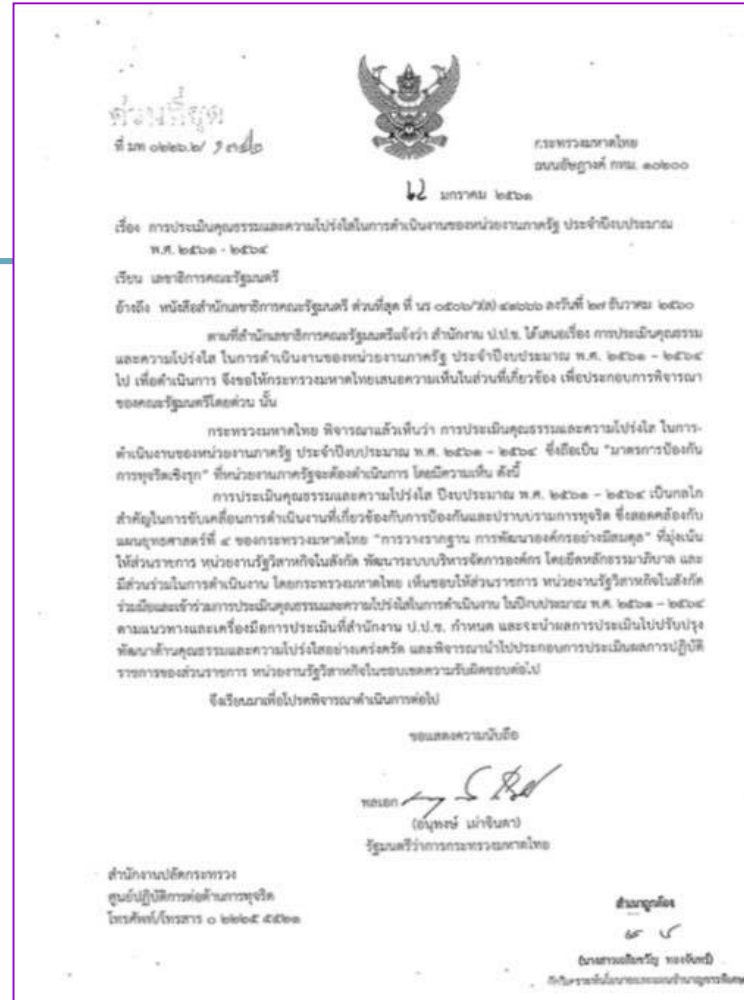 ด่วนที่สุด
ที่ มท ๐๒๒๖.๒/
กระทรวงมหาดไทย
ถนนอัษฎางค์ กทม. ๑๐๒๐๐
มกราคม ๒๕๖๑
เรื่อง การประเมินคุณธรรมและความโปร่งใสในการดำเนินงานของหน่วยงานภาครัฐ ประจำปีงบประมาณ
พ.ศ. ๒๕๖๑ - ๒๕๖๔
เรียน เลขาธิการคณะรัฐมนตรี
อ้างถึง หนังสือสำนักเลขาธิการคณะรัฐมนตรี ด่วนที่สุด ที่ นร ๐๕๐๖/ว(ล) ลงวันที่ ๒๗ ธันวาคม ๒๕๖๐
ตามที่สำนักเลขาธิการคณะรัฐมนตรีแจ้งว่า สำนักงาน ป.ป.ช. ได้เสนอเรื่อง การประเมินคุณธรรม
และความโปร่งใส ในการดำเนินงานของหน่วยงานภาครัฐ ประจำปีงบประมาณ พ.ศ. ๒๕๖๑ – ๒๕๖๔
ไป เพื่อดำเนินการ จึงขอให้กระทรวงมหาดไทยเสนอความเห็นในส่วนที่เกี่ยวข้อง เพื่อประกอบการพิจารณา
ของคณะรัฐมนตรีโดยด่วน นั้น
กระทรวงมหาดไทย พิจารณาแล้วเห็นว่า การประเมินคุณธรรมและความโปร่งใส ในการ-
ดำเนินงานของหน่วยงานภาครัฐ ประจำปีงบประมาณ พ.ศ. ๒๕๖๑ – ๒๕๖๔ ซึ่งถือเป็น "มาตรการป้องกัน
การทุจริตเชิงรุก" ที่หน่วยงานภาครัฐจะต้องดำเนินการ โดยมีความเห็น ดังนี้
การประเมินคุณธรรมและความโปร่งใส ปีงบประมาณ พ.ศ. ๒๕๖๑ – ๒๕๖๔ เป็นกลไก
สำคัญในการขับเคลื่อนการดำเนินงานที่เกี่ยวข้องกับการป้องกันและปราบปรามการทุจริต ซึ่งสอดคล้องกับ
แผนยุทธศาสตร์ที่ ๔ ของกระทรวงมหาดไทย "การวางรากฐาน การพัฒนาองค์กรอย่างมีสมดุล" ที่มุ่งเน้น
ให้ส่วนราชการ หน่วยงานรัฐวิสาหกิจในสังกัด พัฒนาระบบบริหารจัดการองค์กร โดยยึดหลักธรรมาภิบาล และ
มีส่วนร่วมในการดำเนินงาน โดยกระทรวงมหาดไทย เห็นชอบให้ส่วนราชการ หน่วยงานรัฐวิสาหกิจในสังกัด
ร่วมมือและเข้าร่วมการประเมินคุณธรรมและความโปร่งใสในการดำเนินงาน ในปีงบประมาณ พ.ศ. ๒๕๖๑ – ๒๕๖๔
ตามแนวทางและเครื่องมือการประเมินที่สำนักงาน ป.ป.ช. กำหนด และจะนำผลการประเมินไปปรับปรุง
พัฒนาด้านคุณธรรมและความโปร่งใสอย่างเคร่งครัด และพิจารณานำไปประกอบการประเมินผลการปฏิบัติ
ราชการของส่วนราชการ หน่วยงานรัฐวิสาหกิจในขอบเขตความรับผิดชอบต่อไป
จึงเรียนมาเพื่อโปรดพิจารณาดำเนินการต่อไป
ขอแสดงความนับถือ
พลเอก
(อนุพงษ์ เผ่าจินดา)
รัฐมนตรีว่าการกระทรวงมหาดไทย
สำนักงานปลัดกระทรวง
ศูนย์ปฏิบัติการต่อต้านการทุจริต
โทรศัพท์/โทรสาร ๐ ๒๒๒๕ ๕๕๒๑
สำเนาถูกต้อง
ทองจันทร์)
นักวิเคราะห์นโยบายและแผนชำนาญการพิเศษ